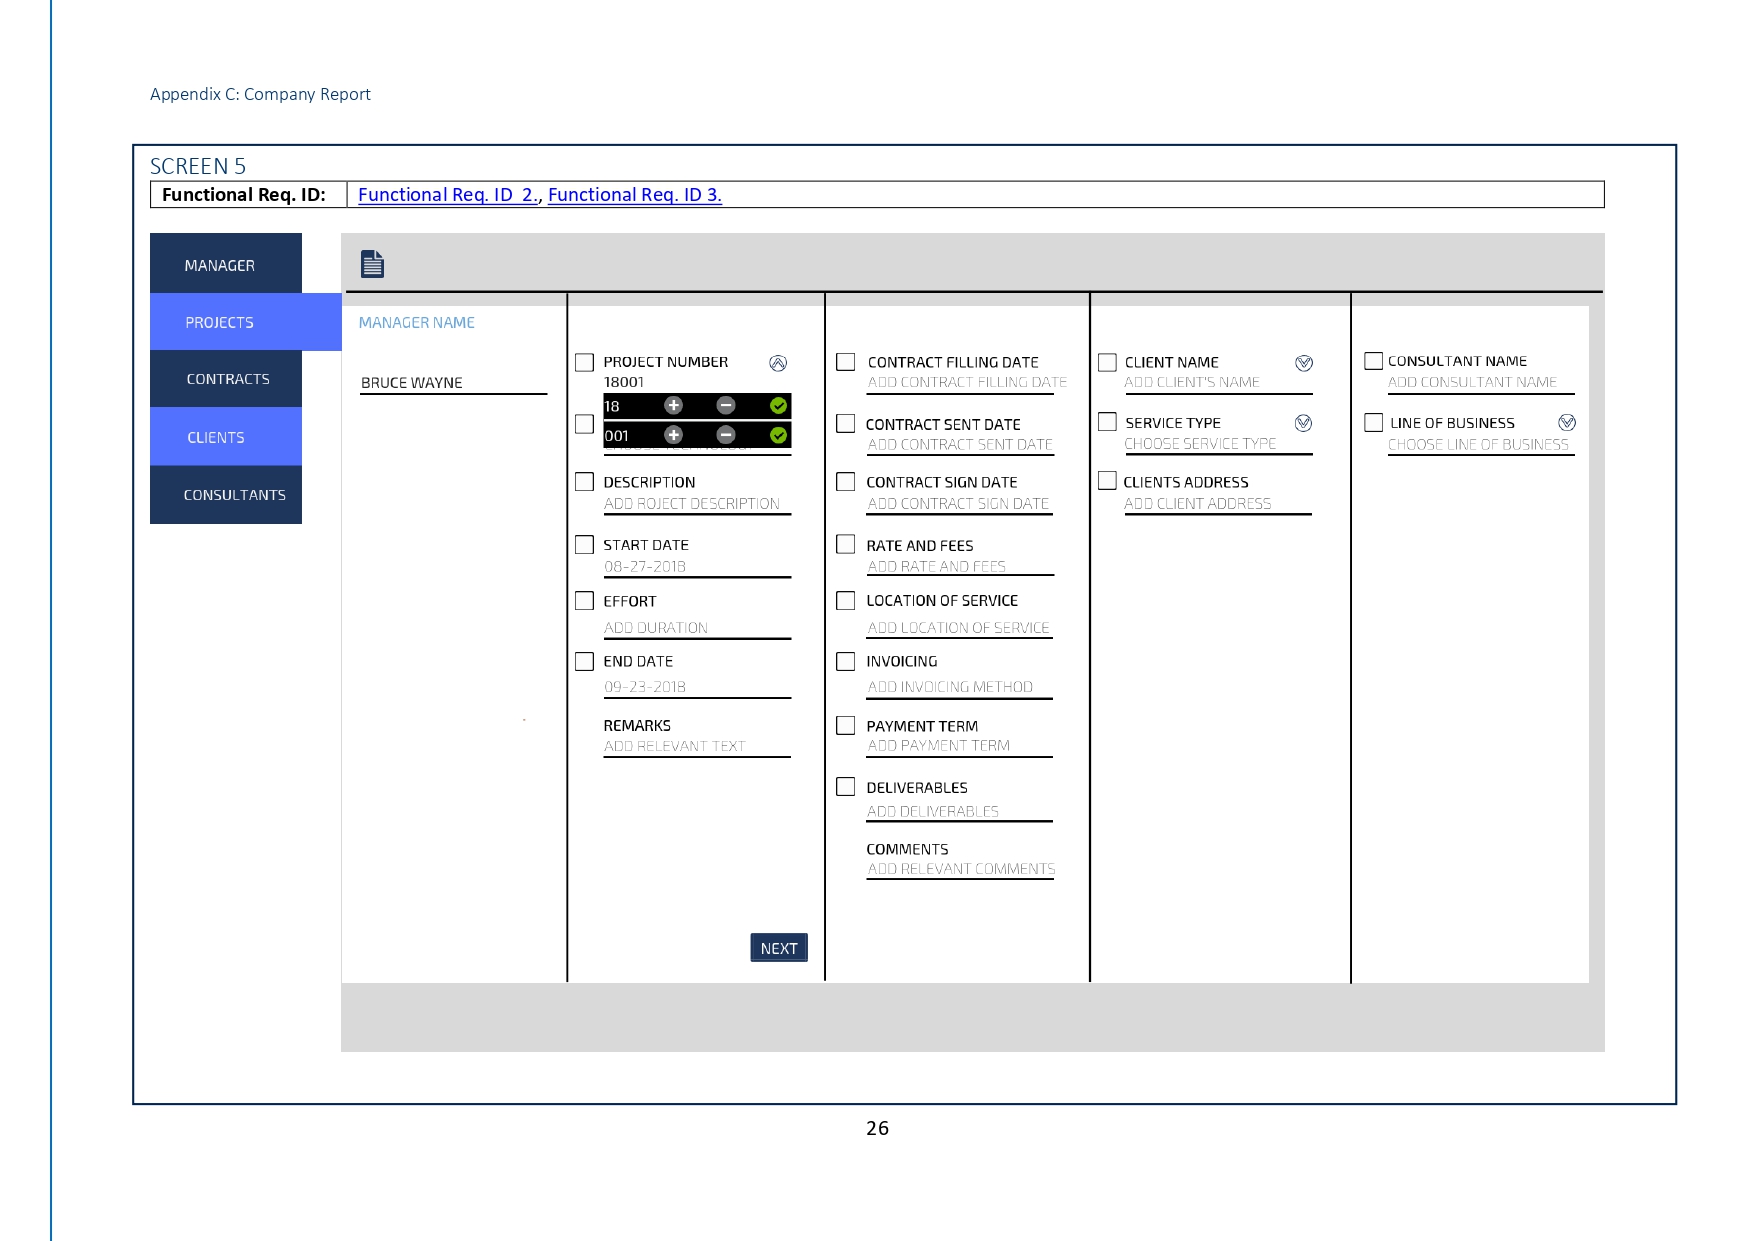 Appendix C: Company Report
SCREEN 5
Functional Req. ID: Functional Req. ID  2., Functional Req. ID 3.
MANAGER
PROJECTS
CONTRACTS
CLIENTS
CONSULTANTS
MANAGER NAME
BRUCE WAYNE
PROJECT NUMBER
18001
18
001
DESCRIPTION
ADD ROJECT DESCRIPTION
START DATE
08-27-2018
EFFORT
ADD DURATION
END DATE
09-23-2018
REMARKS
ADD RELEVANT TEXT
NEXT
CONTRACT FILLING DATE
ADD CONTRACT FILLING DATE
CONTRACT SENT DATE
ADD CONTRACT SENT DATE
CONTRACT SIGN DATE
ADD CONTRACT SIGN DATE
RATE AND FEES
ADD RATE AND FEES
LOCATION OF SERVICE
ADD LOCATION OF SERVICE
INVOICING
ADD INVOICING METHOD
PAYMENT TERM
ADD PAYMENT TERM
DELIVERABLES
ADD DELIVERABLES
COMMENTS
ADD RELEVANT COMMENTS
CLIENT NAME
ADD CLIENT'S NAME
SERVICE TYPE
CHOOSE SERVICE TYPE
CLIENTS ADDRESS
ADD CLIENT ADDRESS
CONSULTANT NAME
ADD CONSULTANT NAME
LINE OF BUSINESS
CHOOSE LINE OF BUSINESS
26